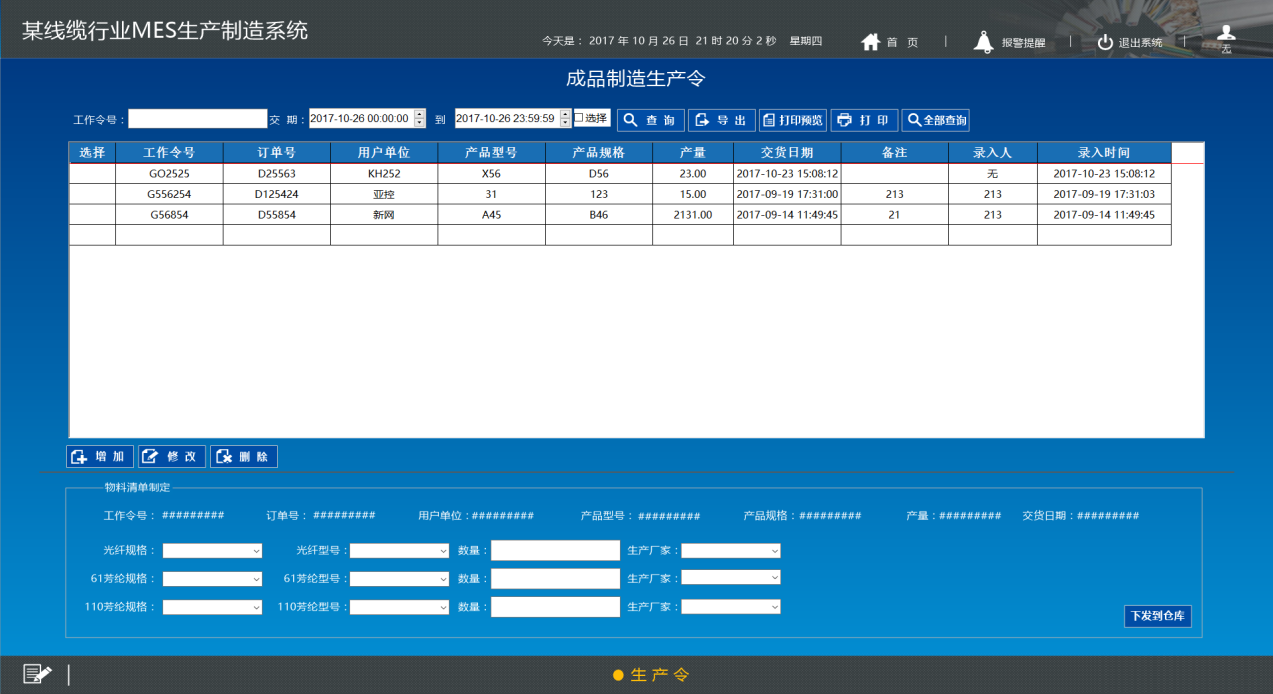 某线缆行业MES生产制造系统
今天是： 2017 年 10 月 26 日 21 时 20 分 2 秒 星期四 首 页 | 报警提醒 | 退出系统 | 无
成品制造生产令
工作令号： 交 期： 2017-10-26 00:00:00 到 2017-10-26 23:59:59 选择 查 询 导 出 打印预览 打 印 全部查询
选择 工作令号 订单号 用户单位 产品型号 产品规格 产量 交货日期 备注 录入人 录入时间
GO2525 D25563 KH252 X56 D56 23.00 2017-10-23 15:08:12 无 2017-10-23 15:08:12
G556254 D125424 亚控 31 123 15.00 2017-09-19 17:31:00 213 213 2017-09-19 17:31:03
G56854 D55854 新网 A45 B46 2131.00 2017-09-14 11:49:45 21 213 2017-09-14 11:49:45
增 加 修 改 删 除
物料清单制定
工作令号： ######### 订单号： ######### 用户单位：######### 产品型号： ######### 产品规格：######### 产量：######### 交货日期：#########
光纤规格： 光纤型号： 数量： 生产厂家：
61芳纶规格： 61芳纶型号： 数量： 生产厂家：
110芳纶规格： 110芳纶型号： 数量： 生产厂家：
下发到仓库
生产令